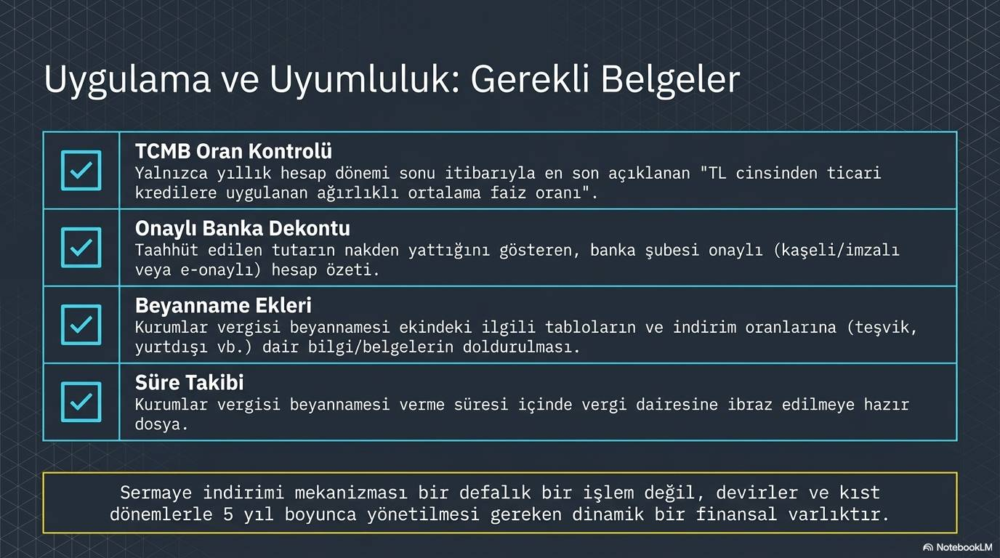 Uygulama ve Uyumluluk: Gerekli Belgeler
TCMB Oran Kontrolü
Yalnızca yıllık hesap dönemi sonu itibarıyla en son açıklanan "TL cinsinden ticari
kredilere uygulanan ağırlıklı ortalama faiz oranı".
Onaylı Banka Dekontu
Taahhüt edilen tutarın nakden yattığını gösteren, banka şubesi onaylı (kaşeli/imzalı
veya e-onaylı) hesap özeti.
Beyanname Ekleri
Kurumlar vergisi beyannamesi ekindeki ilgili tabloların ve indirim oranlarına (teşvik,
yurtdışı vb.) dair bilgi/belgelerin doldurulması.
Süre Takibi
Kurumlar vergisi beyannamesi verme süresi içinde vergi dairesine ibraz edilmeye hazır
dosya.
Sermaye indirimi mekanizması bir defalık bir işlem değil, devirler ve kıst
dönemlerle 5 yıl boyunca yönetilmesi gereken dinamik bir finansal varlıktır.
NotebookLM